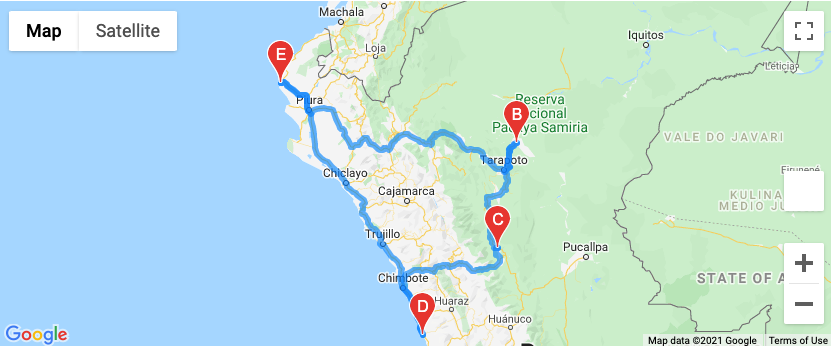 Map
Satellite
Machala
Loja
Iquitos
Leticia
E
Piura
Reserva
Nacional
Pacaya Samiria
B
VALE DO JAVARI
Tarapoto
Eirunepé
Chiclayo
Cajamarca
KULINA
MEDIO JU
C
Trujillo
Pucallpa
Chimbote
STATE OF A
D
Huaraz
Huánuco
Google
Map data ©2021 Google
Terms of Use